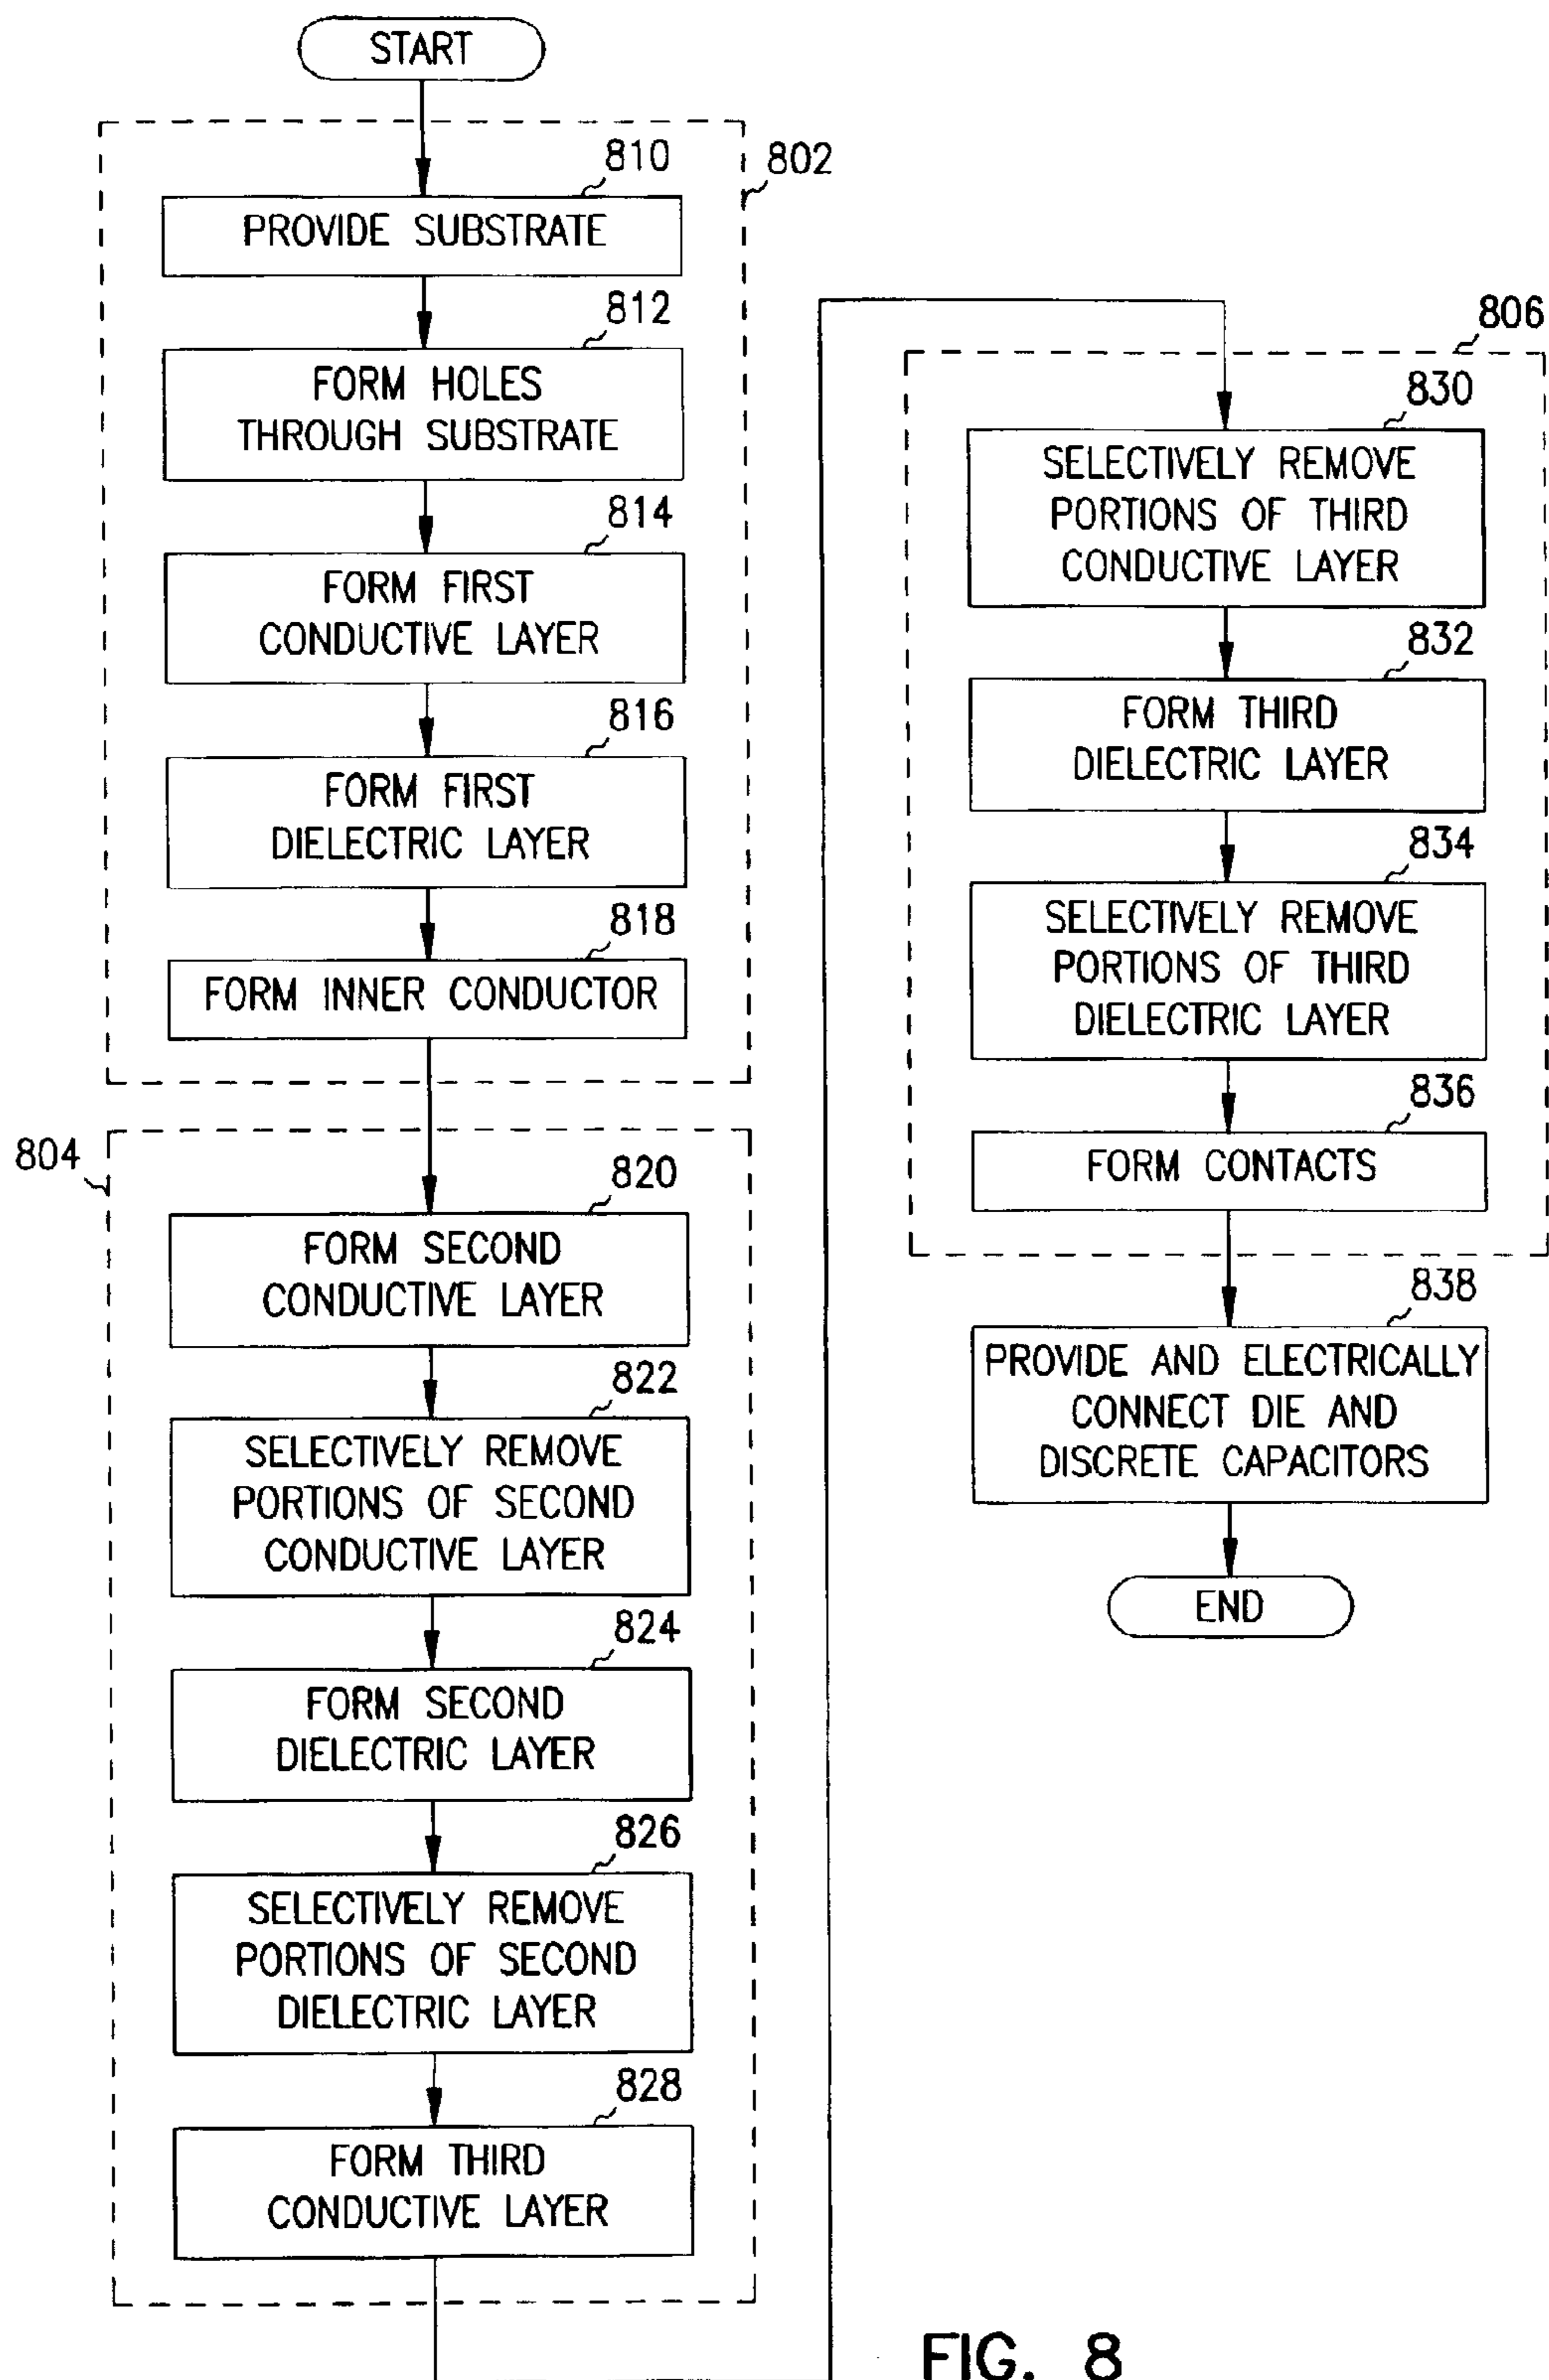 START
802
810
PROVIDE SUBSTRATE
812
FORM HOLES
THROUGH SUBSTRATE
814
FORM FIRST
CONDUCTIVE LAYER
816
FORM FIRST
DIELECTRIC LAYER
818
FORM INNER CONDUCTOR
804
820
FORM SECOND
CONDUCTIVE LAYER
822
SELECTIVELY REMOVE
PORTIONS OF SECOND
CONDUCTIVE LAYER
824
FORM SECOND
DIELECTRIC LAYER
826
SELECTIVELY REMOVE
PORTIONS OF SECOND
DIELECTRIC LAYER
828
FORM THIRD
CONDUCTIVE LAYER
806
830
SELECTIVELY REMOVE
PORTIONS OF THIRD
CONDUCTIVE LAYER
832
FORM THIRD
DIELECTRIC LAYER
834
SELECTIVELY REMOVE
PORTIONS OF THIRD
DIELECTRIC LAYER
836
FORM CONTACTS
838
PROVIDE AND ELECTRICALLY
CONNECT DIE AND
DISCRETE CAPACITORS
END
FIG. 8